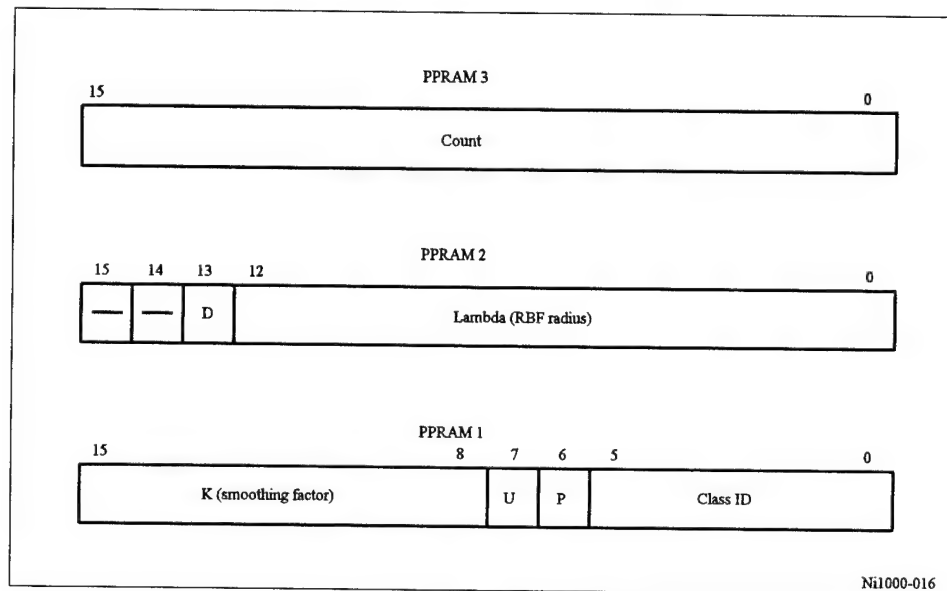 PPRAM 3
15 0
Count
PPRAM 2
15 14 13 12 0
— — D Lambda (RBF radius)
PPRAM 1
15 8 7 6 5 0
K (smoothing factor) U P Class ID
Ni1000-016